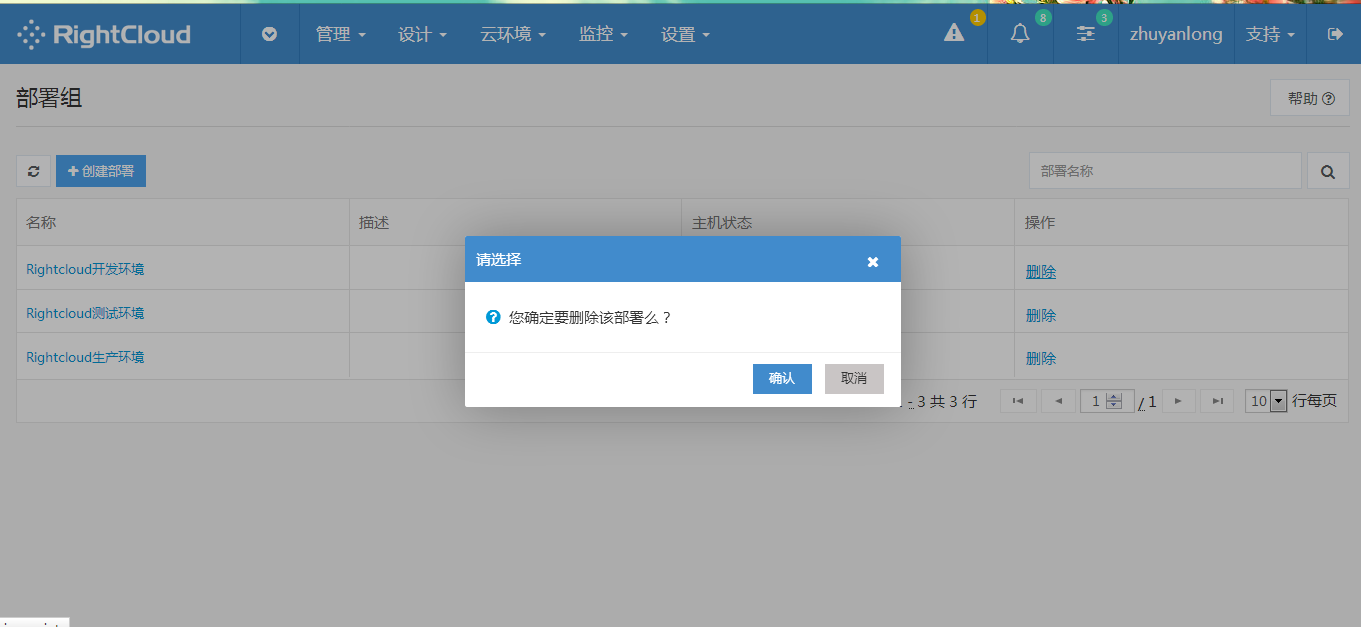 RightCloud
管理 设计 云环境 监控 设置 1 8 3 zhuyanlong 支持
部署组 帮助
创建部署 部署名称
名称 描述 主机状态 操作
请选择
Rightcloud开发环境 删除
您确定要删除该部署么？
Rightcloud测试环境 删除
Rightcloud生产环境 删除
确认 取消
- 3 共 3 行 1 / 1 10 行每页